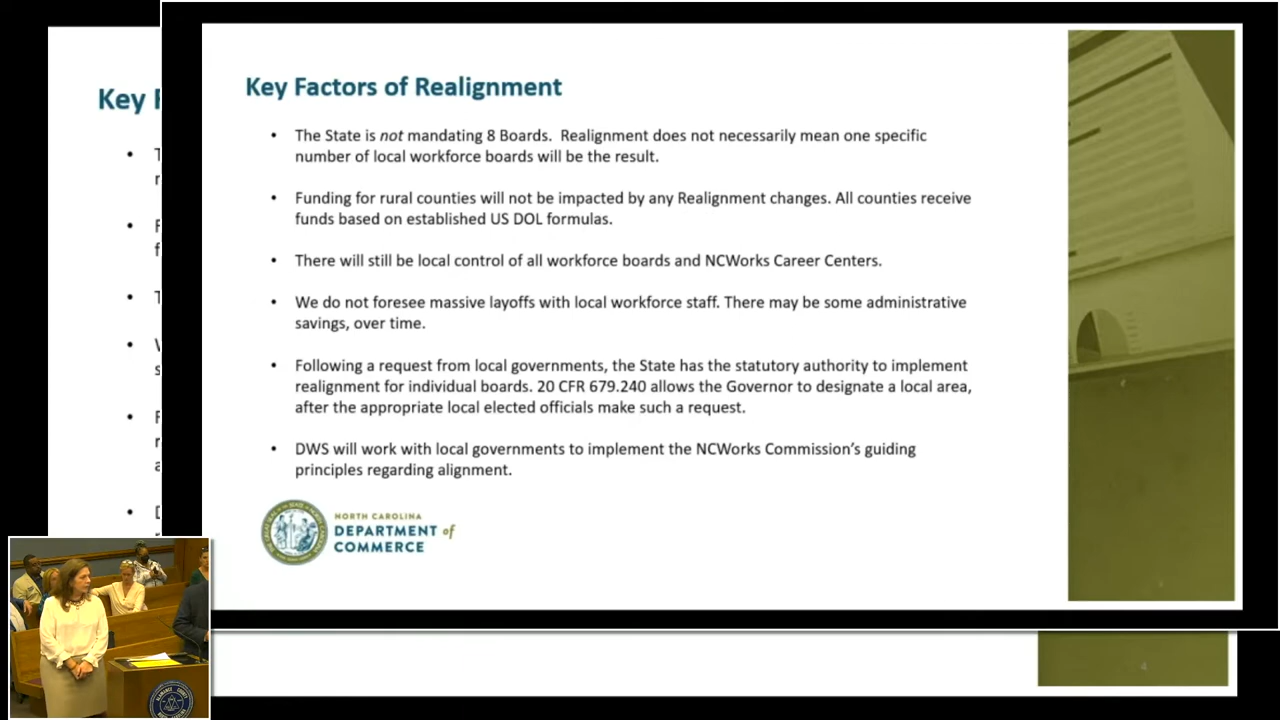 Key Factors of Realignment
• The State is not mandating 8 Boards. Realignment does not necessarily mean one specific
number of local workforce boards will be the result.
• Funding for rural counties will not be impacted by any Realignment changes. All counties receive
funds based on established US DOL formulas.
• There will still be local control of all workforce boards and NCWorks Career Centers.
• We do not foresee massive layoffs with local workforce staff. There may be some administrative
savings, over time.
• Following a request from local governments, the State has the statutory authority to implement
realignment for individual boards. 20 CFR 679.240 allows the Governor to designate a local area,
after the appropriate local elected officials make such a request.
• DWS will work with local governments to implement the NCWorks Commission's guiding
principles regarding alignment.
NORTH CAROLINA
DEPARTMENT of
COMMERCE
Key
4